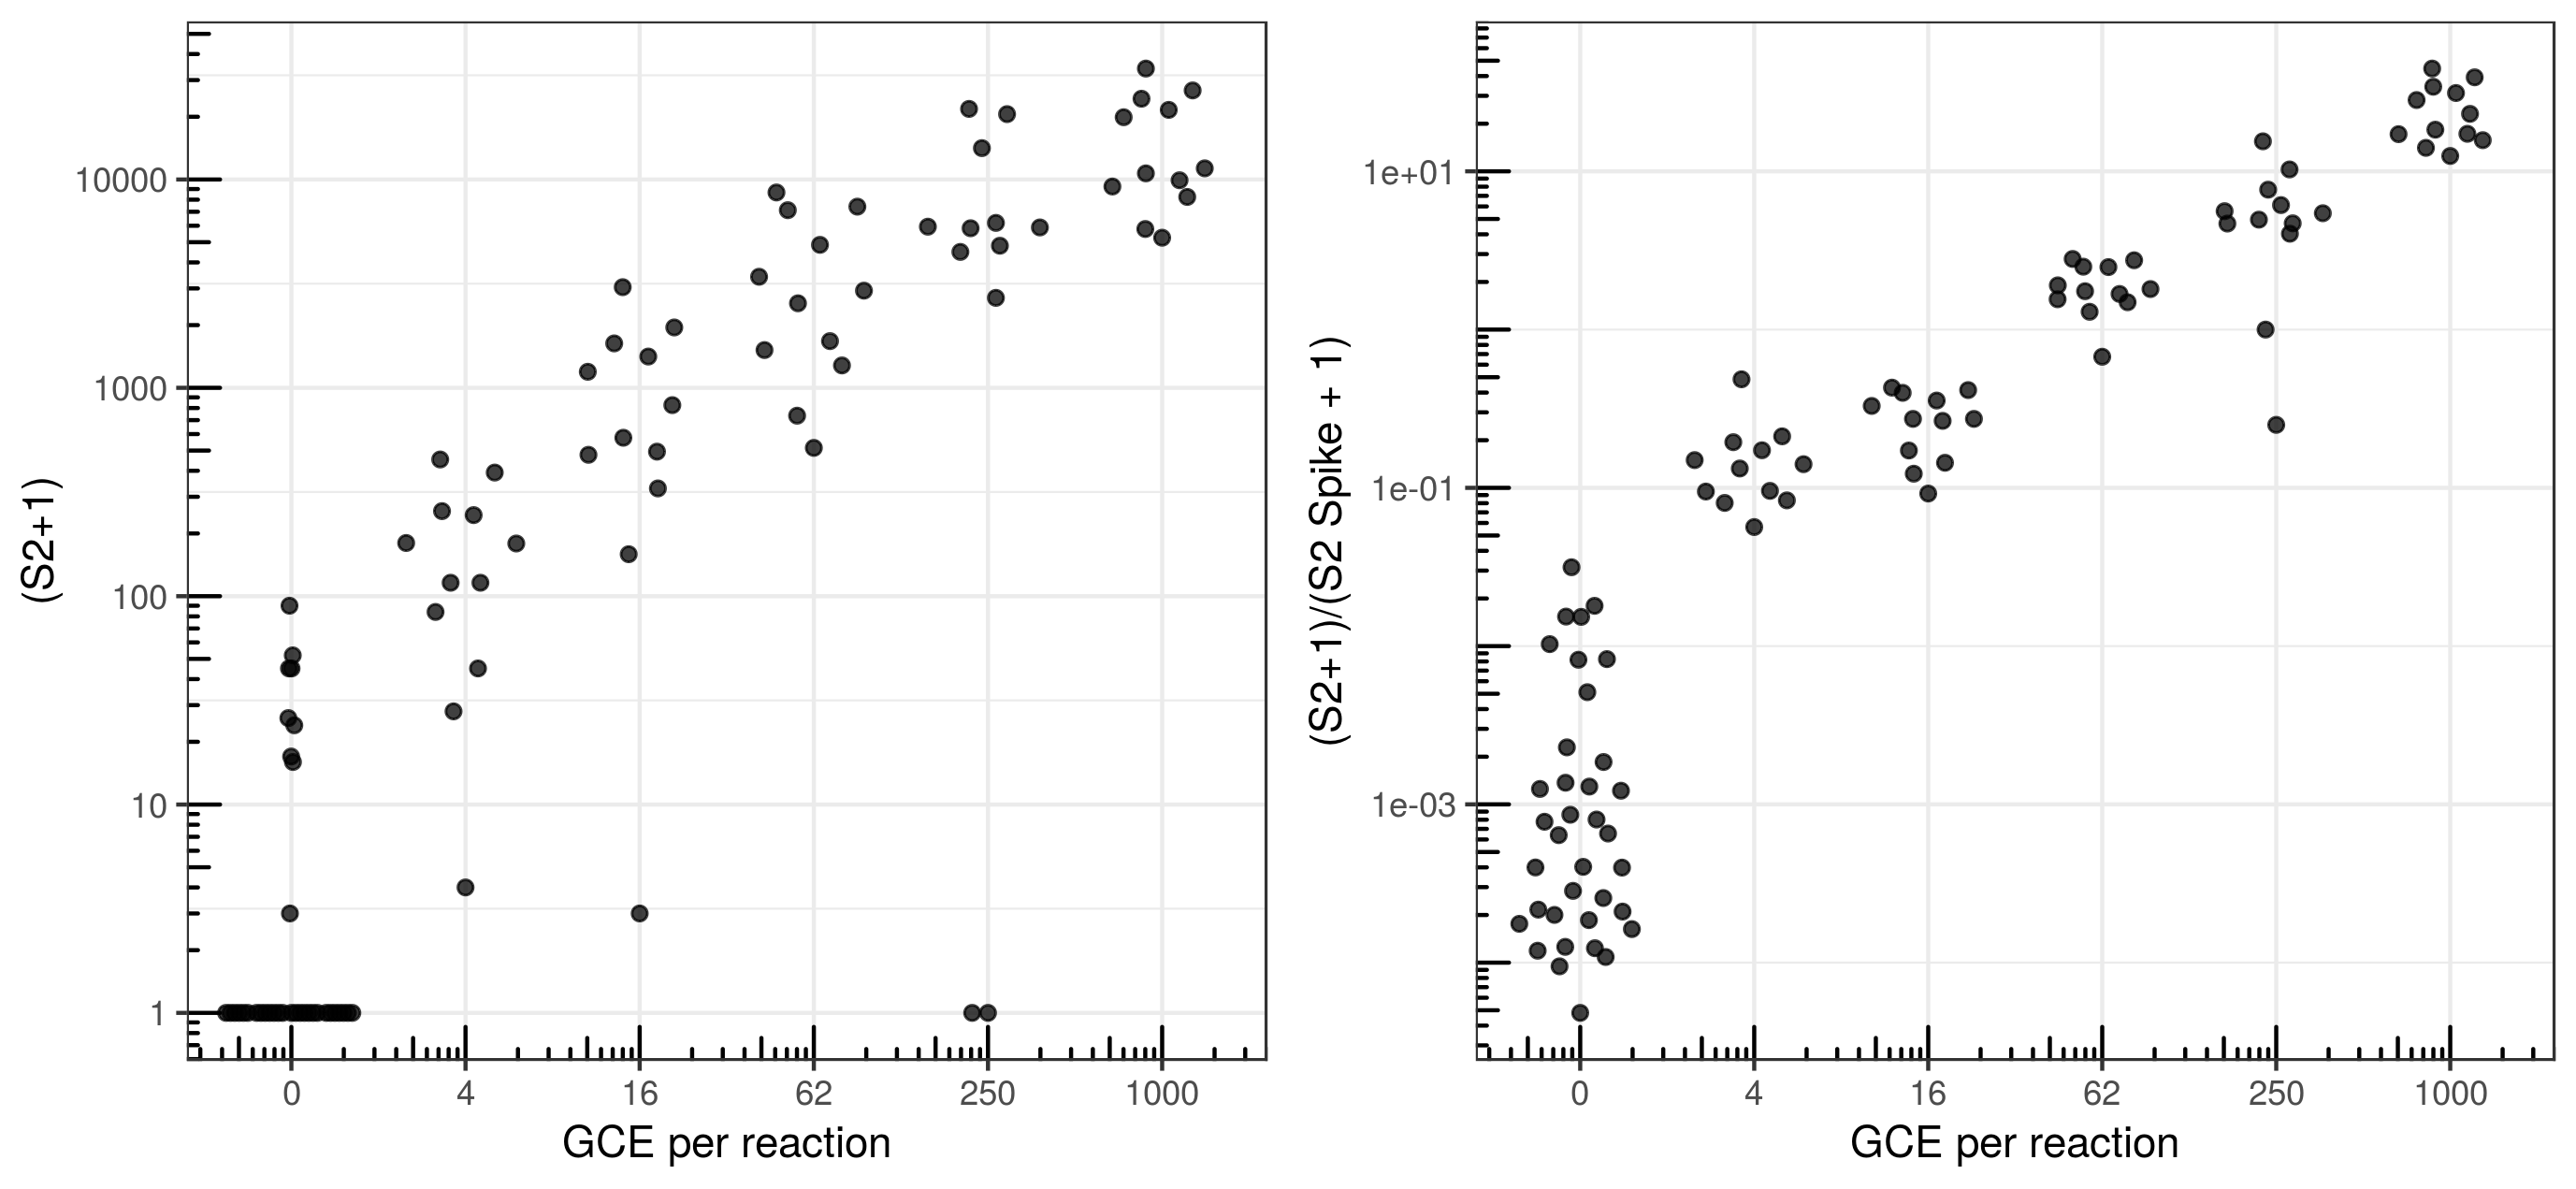 (S2+1)
10000
1000
100
10
1
0 4 16 62 250 1000
GCE per reaction
(S2+1)/(S2 Spike + 1)
1e+01
1e-01
1e-03
0 4 16 62 250 1000
GCE per reaction